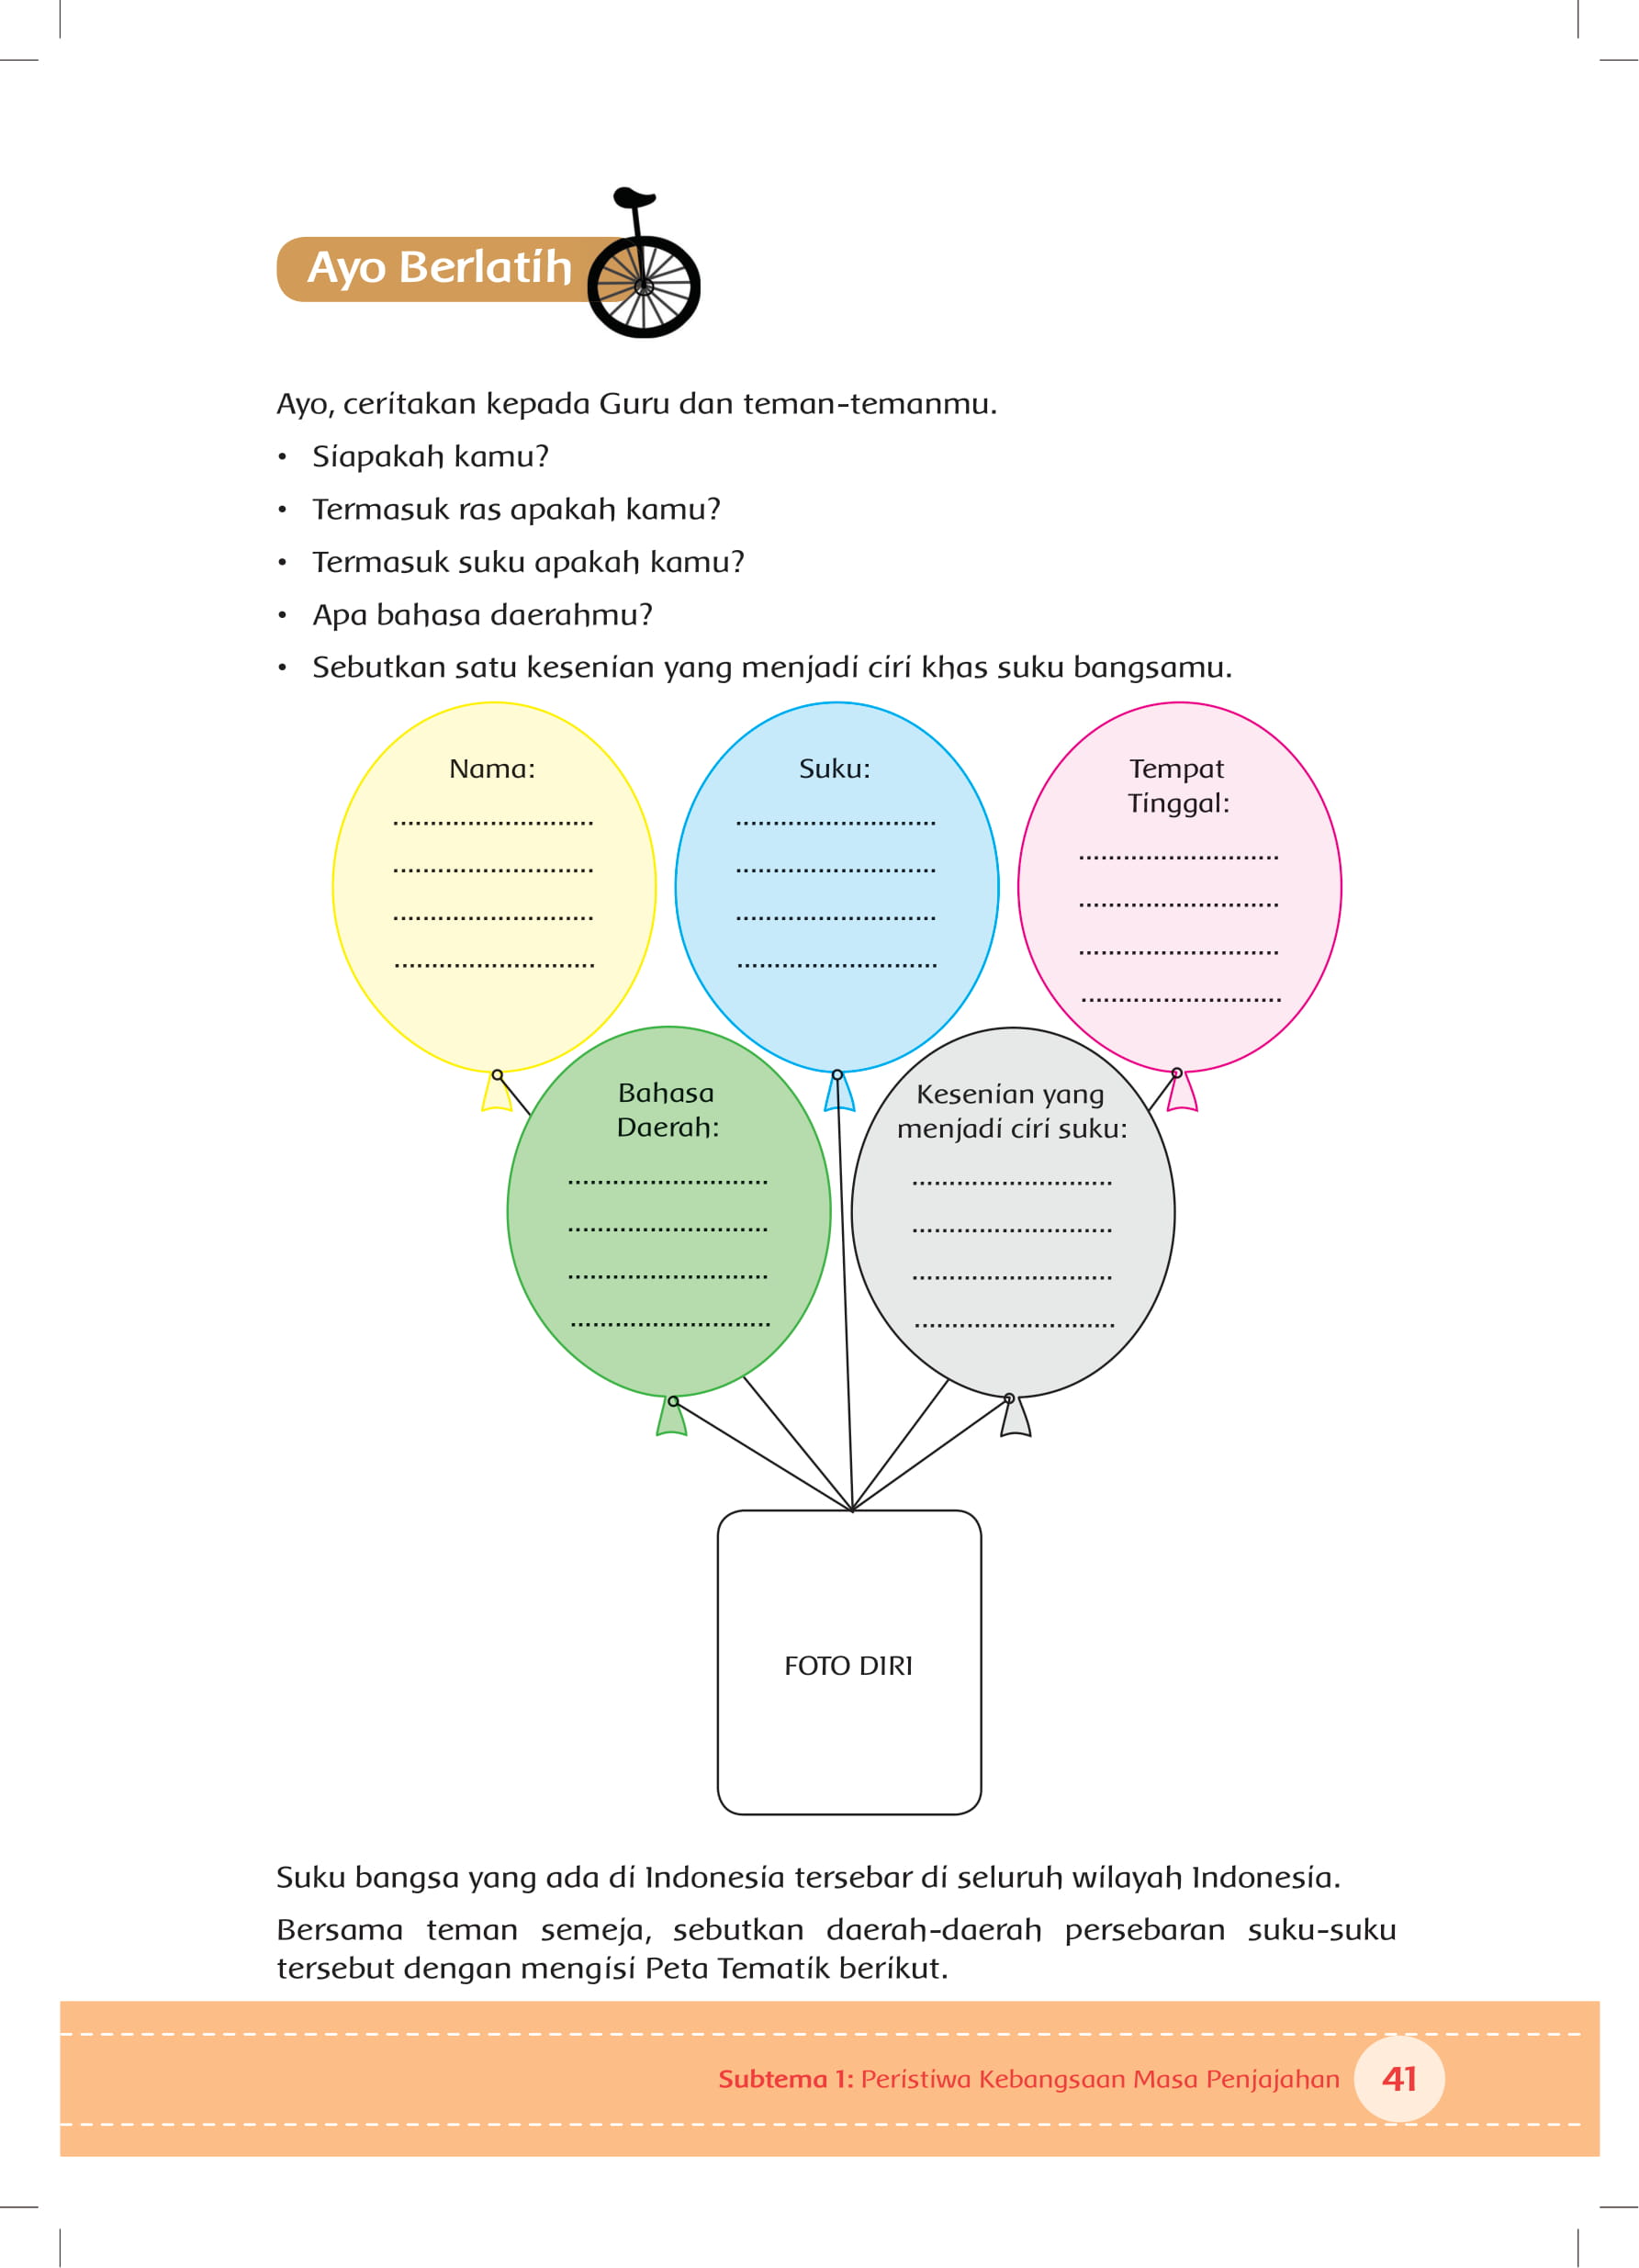 Ayo Berlatih
Ayo, ceritakan kepada Guru dan teman-temanmu.
• Siapakah kamu?
• Termasuk ras apakah kamu?
• Termasuk suku apakah kamu?
• Apa bahasa daerahmu?
• Sebutkan satu kesenian yang menjadi ciri khas suku bangsamu.
Nama:
...........................
...........................
...........................
...........................
Suku:
...........................
...........................
...........................
...........................
Tempat
Tinggal:
...........................
...........................
...........................
...........................
Bahasa
Daerah:
...........................
...........................
...........................
...........................
Kesenian yang
menjadi ciri suku:
...........................
...........................
...........................
...........................
FOTO DIRI
Suku bangsa yang ada di Indonesia tersebar di seluruh wilayah Indonesia.
Bersama teman semeja, sebutkan daerah-daerah persebaran suku-suku
tersebut dengan mengisi Peta Tematik berikut.
Subtema 1: Peristiwa Kebangsaan Masa Penjajahan 41